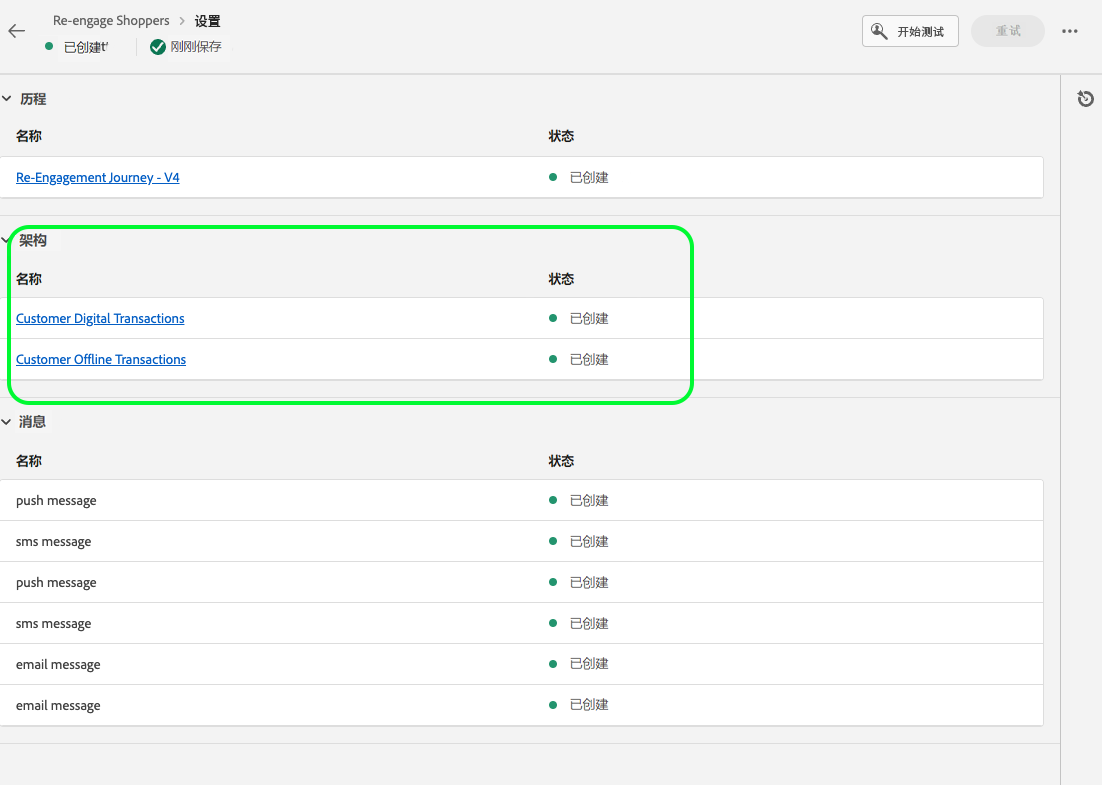 Re-engage Shoppers > 设置
已创建 刚刚保存
开始测试 重试
历程
名称 状态
Re-Engagement Journey - V4 已创建
架构
名称 状态
Customer Digital Transactions 已创建
Customer Offline Transactions 已创建
消息
名称 状态
push message 已创建
sms message 已创建
push message 已创建
sms message 已创建
email message 已创建
email message 已创建